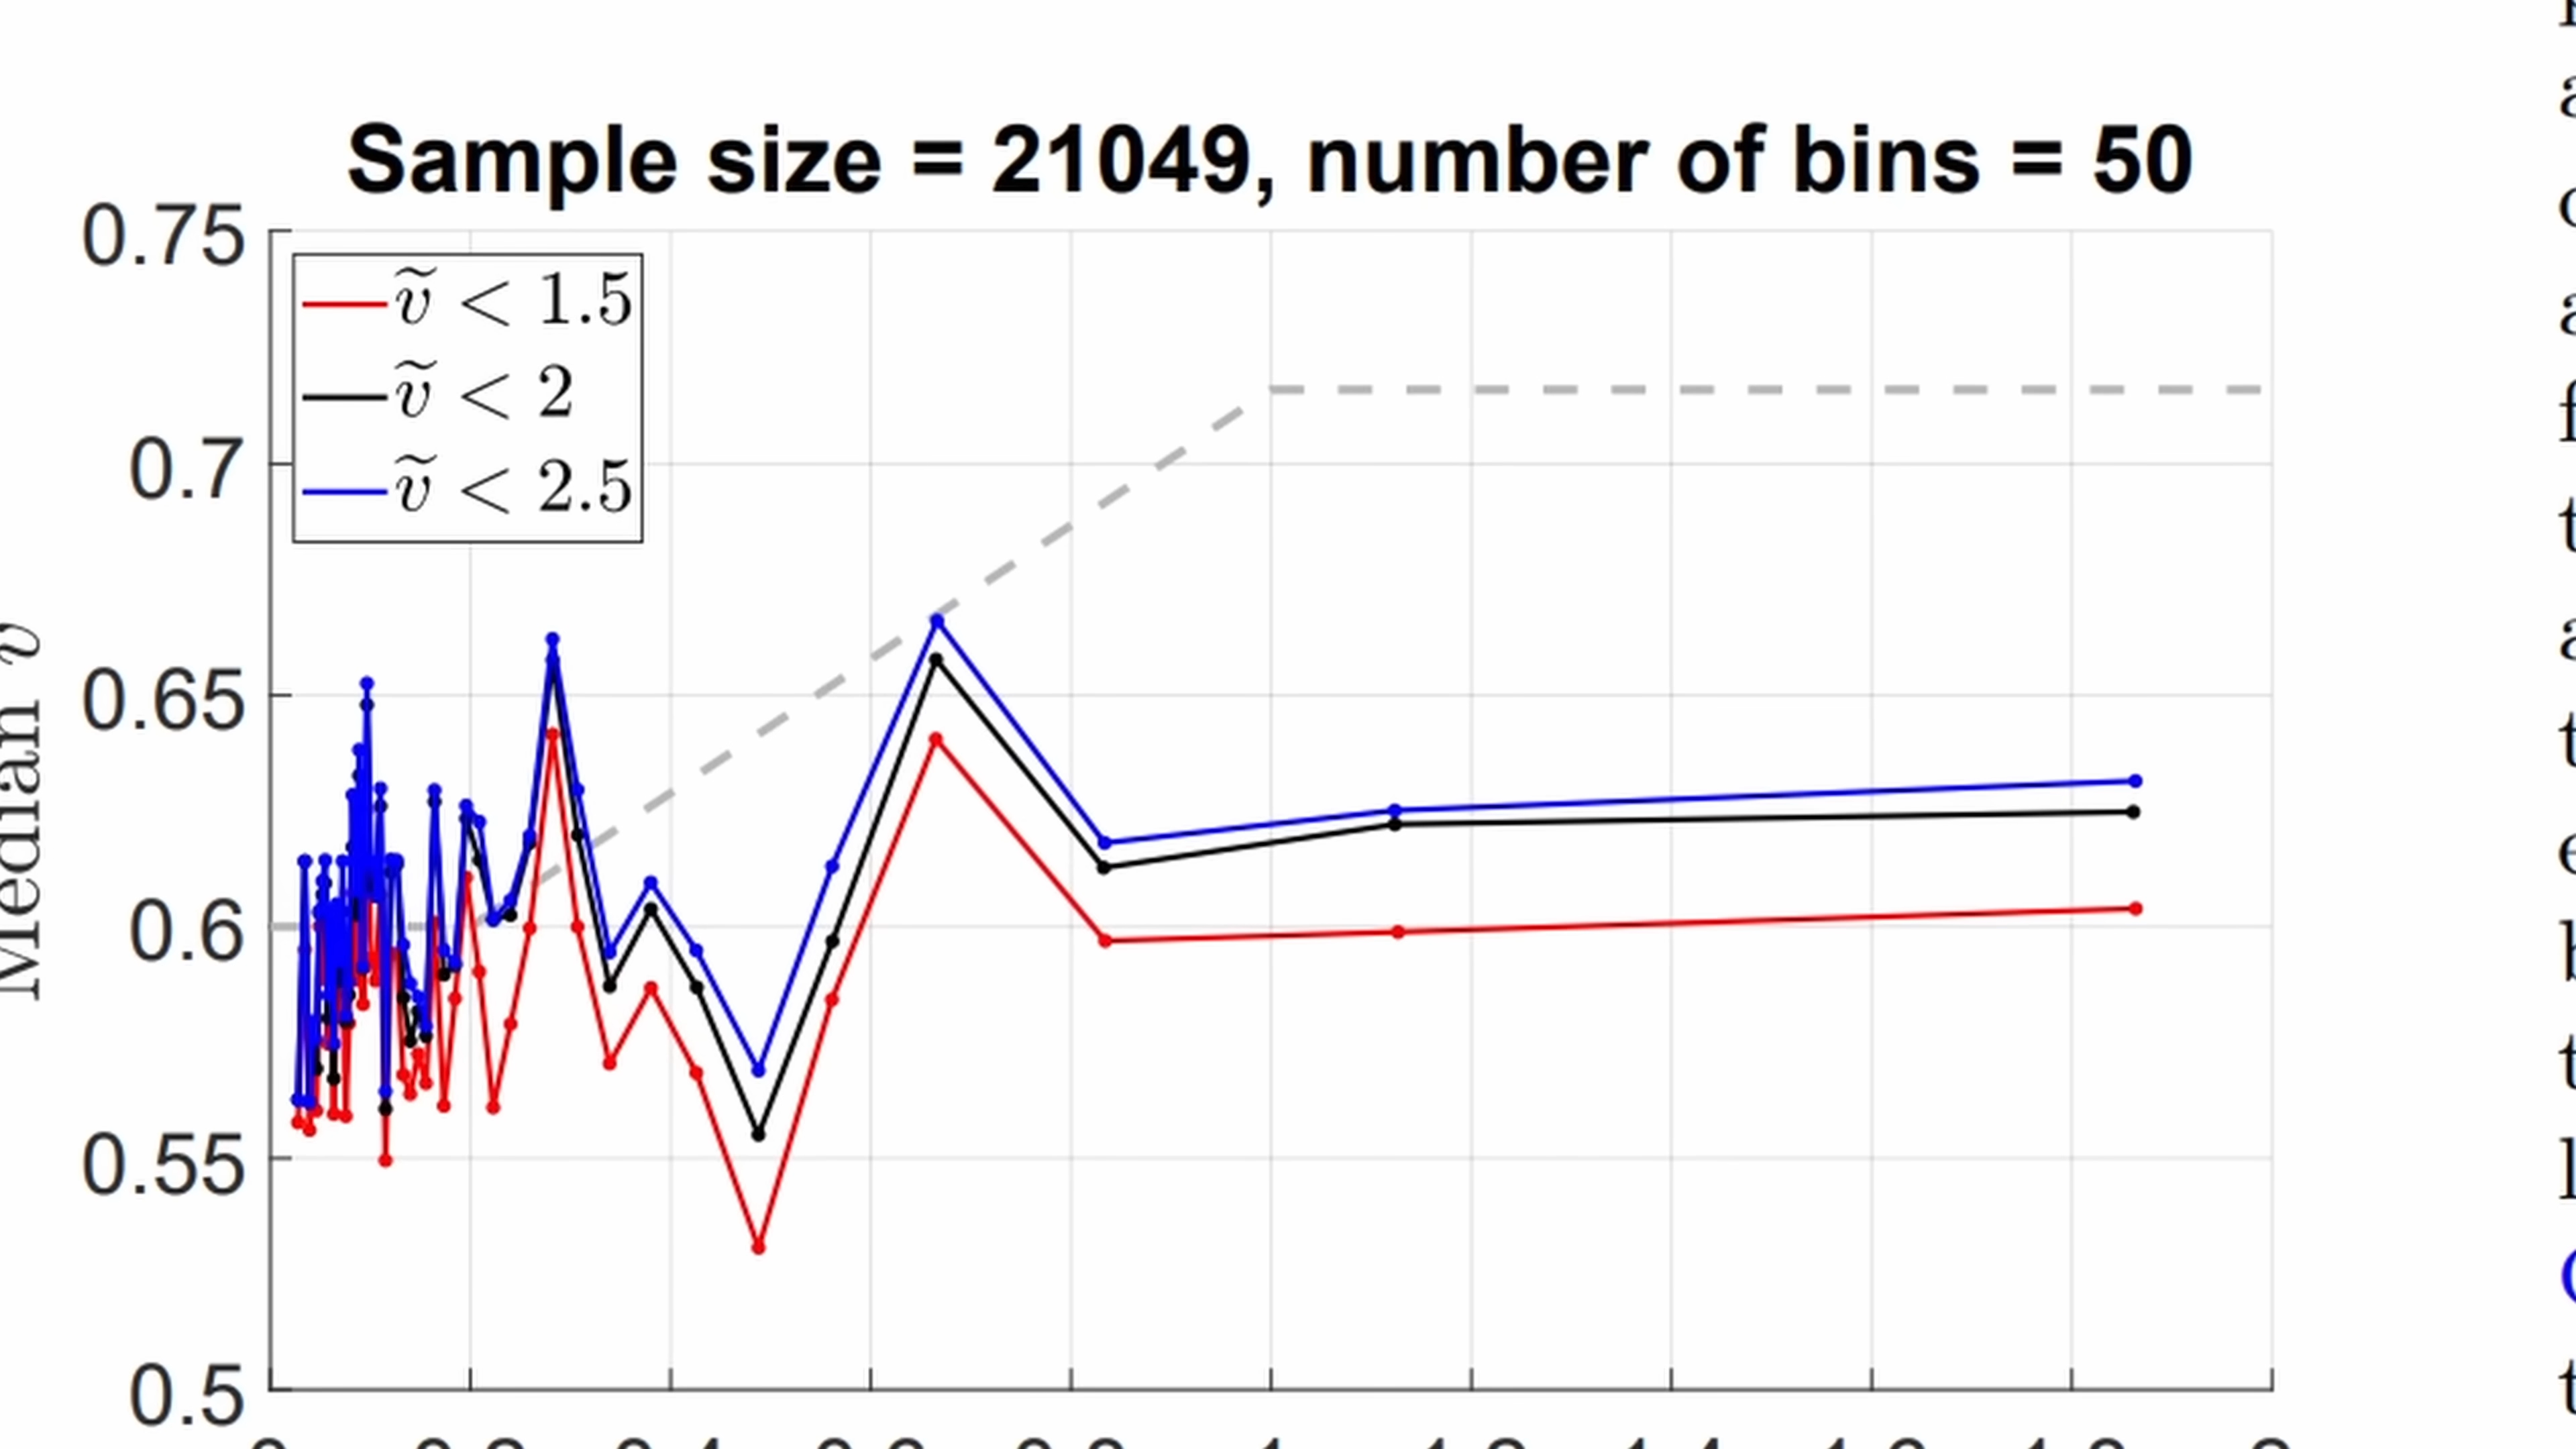 Sample size = 21049, number of bins = 50
0.75
ṽ < 1.5
ṽ < 2
ṽ < 2.5
0.7
0.65
0.6
0.55
0.5
Median ṽ